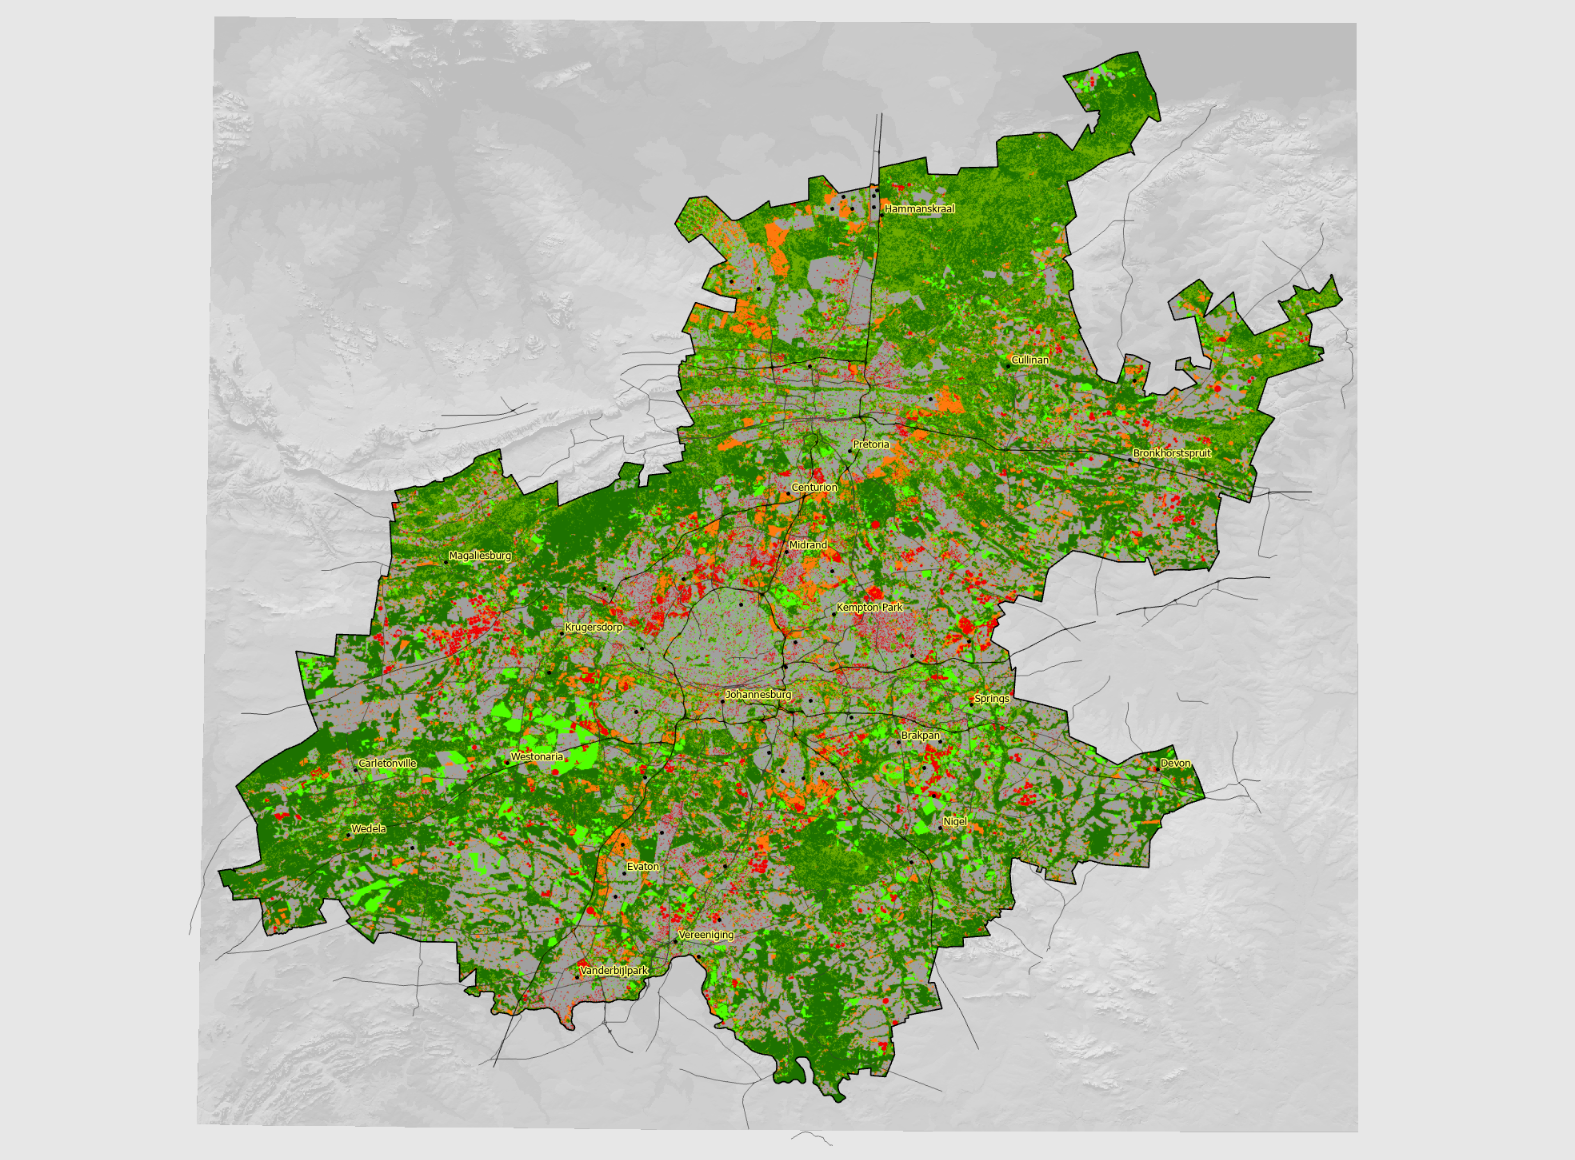 Hammanskraal
Cullinan
Pretoria
Bronkhorstspruit
Centurion
Midrand
Magaliesburg
Kempton Park
Krugersdorp
Johannesburg
Springs
Brakpan
Westonaria
Carletonville
Devon
Nigel
Wedela
Evaton
Vereeniging
Vanderbijlpark